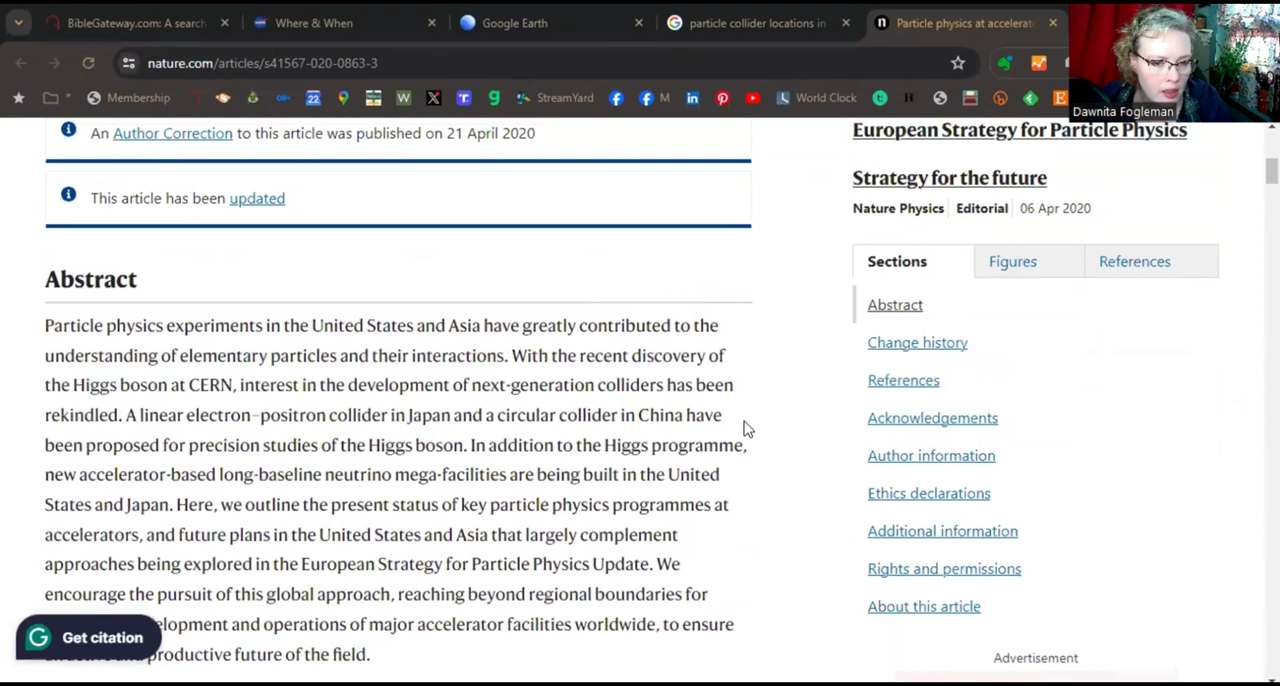 BibleGateway.com: A search
Where & When
Google Earth
particle collider locations in
n
Particle physics at accelerat
nature.com/articles/s41567-020-0863-3
Membership
22
W
X
T
g
StreamYard
M
in
World Clock
H
E
Dawnita Fogleman
An Author Correction to this article was published on 21 April 2020
This article has been updated
Abstract
Particle physics experiments in the United States and Asia have greatly contributed to the
understanding of elementary particles and their interactions. With the recent discovery of
the Higgs boson at CERN, interest in the development of next-generation colliders has been
rekindled. A linear electron–positron collider in Japan and a circular collider in China have
been proposed for precision studies of the Higgs boson. In addition to the Higgs programme,
new accelerator-based long-baseline neutrino mega-facilities are being built in the United
States and Japan. Here, we outline the present status of key particle physics programmes at
accelerators, and future plans in the United States and Asia that largely complement
approaches being explored in the European Strategy for Particle Physics Update. We
encourage the pursuit of this global approach, reaching beyond regional boundaries for
elopment and operations of major accelerator facilities worldwide, to ensure
productive future of the field.
G Get citation
European Strategy for Particle Physics
Strategy for the future
Nature Physics Editorial 06 Apr 2020
Sections Figures References
Abstract
Change history
References
Acknowledgements
Author information
Ethics declarations
Additional information
Rights and permissions
About this article
Advertisement